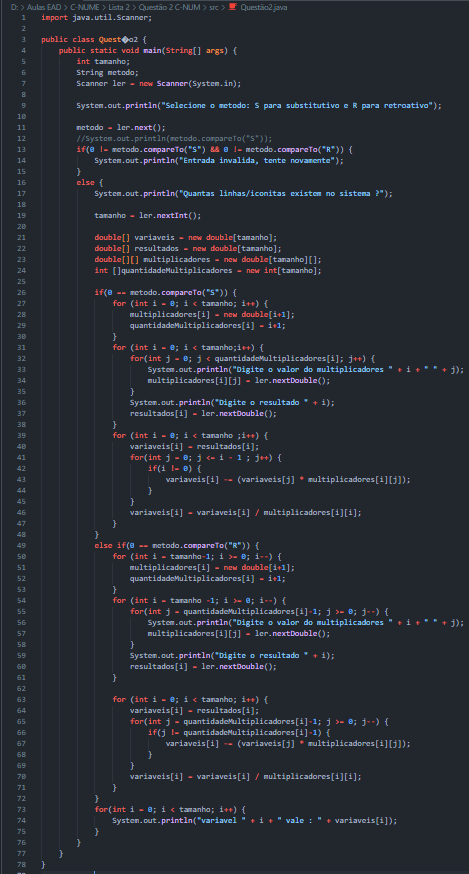 D: > Aulas EAD > C-NUME > Lista 2 > Questão 2 C-NUM > src > Questão2.java
1 import java.util.Scanner;
2
3 public class Quest�o2 {
4 public static void main(String[] args) {
5 int tamanho;
6 String metodo;
7 Scanner ler = new Scanner(System.in);
8
9 System.out.println("Selecione o metodo: S para substitutivo e R para retroativo");
10
11 metodo = ler.next();
12 //System.out.println(metodo.compareTo("S"));
13 if(0 != metodo.compareTo("S") && 0 != metodo.compareTo("R")) {
14 System.out.println("Entrada invalida, tente novamente");
15 }
16 else {
17 System.out.println("Quantas linhas/iconitas existem no sistema ?");
18
19 tamanho = ler.nextInt();
20
21 double[] variaveis = new double[tamanho];
22 double[] resultados = new double[tamanho];
23 double[][] multiplicadores = new double[tamanho][];
24 int []quantidadeMultiplicadores = new int[tamanho];
25
26 if(0 == metodo.compareTo("S")) {
27 for (int i = 0; i < tamanho; i++) {
28 multiplicadores[i] = new double[i+1];
29 quantidadeMultiplicadores[i] = i+1;
30 }
31 for (int i = 0; i < tamanho;i++) {
32 for(int j = 0; j < quantidadeMultiplicadores[i]; j++) {
33 System.out.println("Digite o valor do multiplicadores " + i + " " + j);
34 multiplicadores[i][j] = ler.nextDouble();
35 }
36 System.out.println("Digite o resultado " + i);
37 resultados[i] = ler.nextDouble();
38 }
39 for (int i = 0; i < tamanho ;i++) {
40 variaveis[i] = resultados[i];
41 for(int j = 0; j <= i - 1 ; j++) {
42 if(i != 0) {
43 variaveis[i] -= (variaveis[j] * multiplicadores[i][j]);
44 }
45 }
46 variaveis[i] = variaveis[i] / multiplicadores[i][i];
47 }
48 }
49 else if(0 == metodo.compareTo("R")) {
50 for (int i = tamanho-1; i >= 0; i--) {
51 multiplicadores[i] = new double[i+1];
52 quantidadeMultiplicadores[i] = i+1;
53 }
54 for (int i = tamanho -1; i >= 0; i--) {
55 for(int j = quantidadeMultiplicadores[i]-1; j >= 0; j--) {
56 System.out.println("Digite o valor do multiplicadores " + i + " " + j);
57 multiplicadores[i][j] = ler.nextDouble();
58 }
59 System.out.println("Digite o resultado " + i);
60 resultados[i] = ler.nextDouble();
61 }
62
63 for (int i = 0; i < tamanho; i++) {
64 variaveis[i] = resultados[i];
65 for(int j = quantidadeMultiplicadores[i]-1; j >= 0; j--) {
66 if(j != quantidadeMultiplicadores[i]-1) {
67 variaveis[i] -= (variaveis[j] * multiplicadores[i][j]);
68 }
69 }
70 variaveis[i] = variaveis[i] / multiplicadores[i][i];
71 }
72 }
73 for(int i = 0; i < tamanho; i++) {
74 System.out.println("variavel " + i + " vale : " + variaveis[i]);
75 }
76 }
77 }
78 }